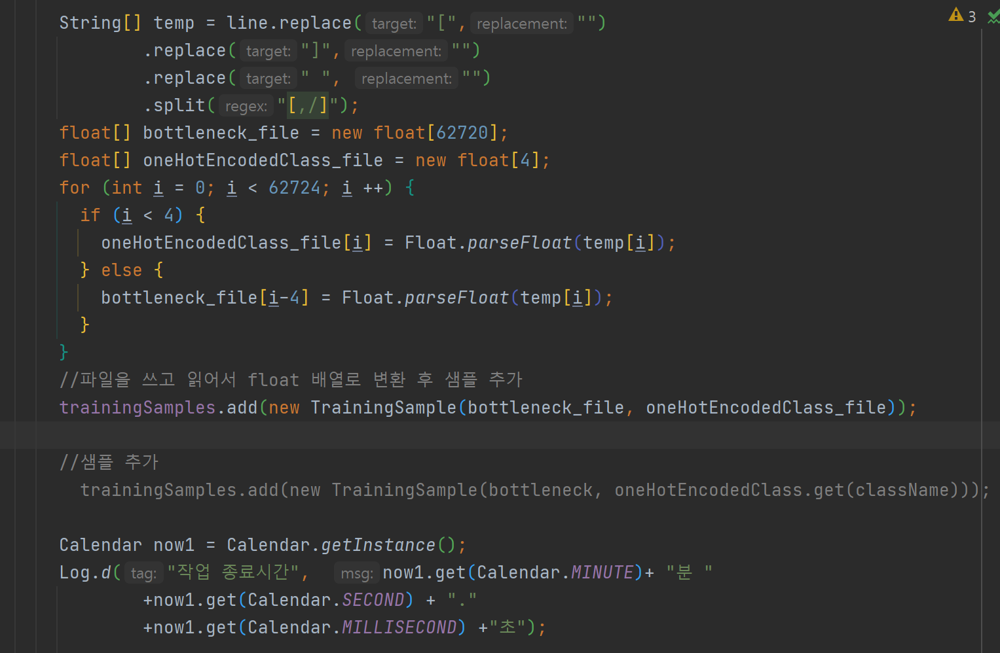 String[] temp = line.replace( target: "[", replacement: "")
.replace( target: "]", replacement: "")
.replace( target: " ", replacement: "")
.split( regex: "[,/]");
float[] bottleneck_file = new float[62720];
float[] oneHotEncodedClass_file = new float[4];
for (int i = 0; i < 62724; i ++) {
if (i < 4) {
oneHotEncodedClass_file[i] = Float.parseFloat(temp[i]);
} else {
bottleneck_file[i-4] = Float.parseFloat(temp[i]);
}
}
//파일을 쓰고 읽어서 float 배열로 변환 후 샘플 추가
trainingSamples.add(new TrainingSample(bottleneck_file, oneHotEncodedClass_file));
//샘플 추가
trainingSamples.add(new TrainingSample(bottleneck, oneHotEncodedClass.get(className)));
Calendar now1 = Calendar.getInstance();
Log.d( tag: "작업 종료시간", msg: now1.get(Calendar.MINUTE)+ "분 "
+now1.get(Calendar.SECOND) + "."
+now1.get(Calendar.MILLISECOND) +"초");
3